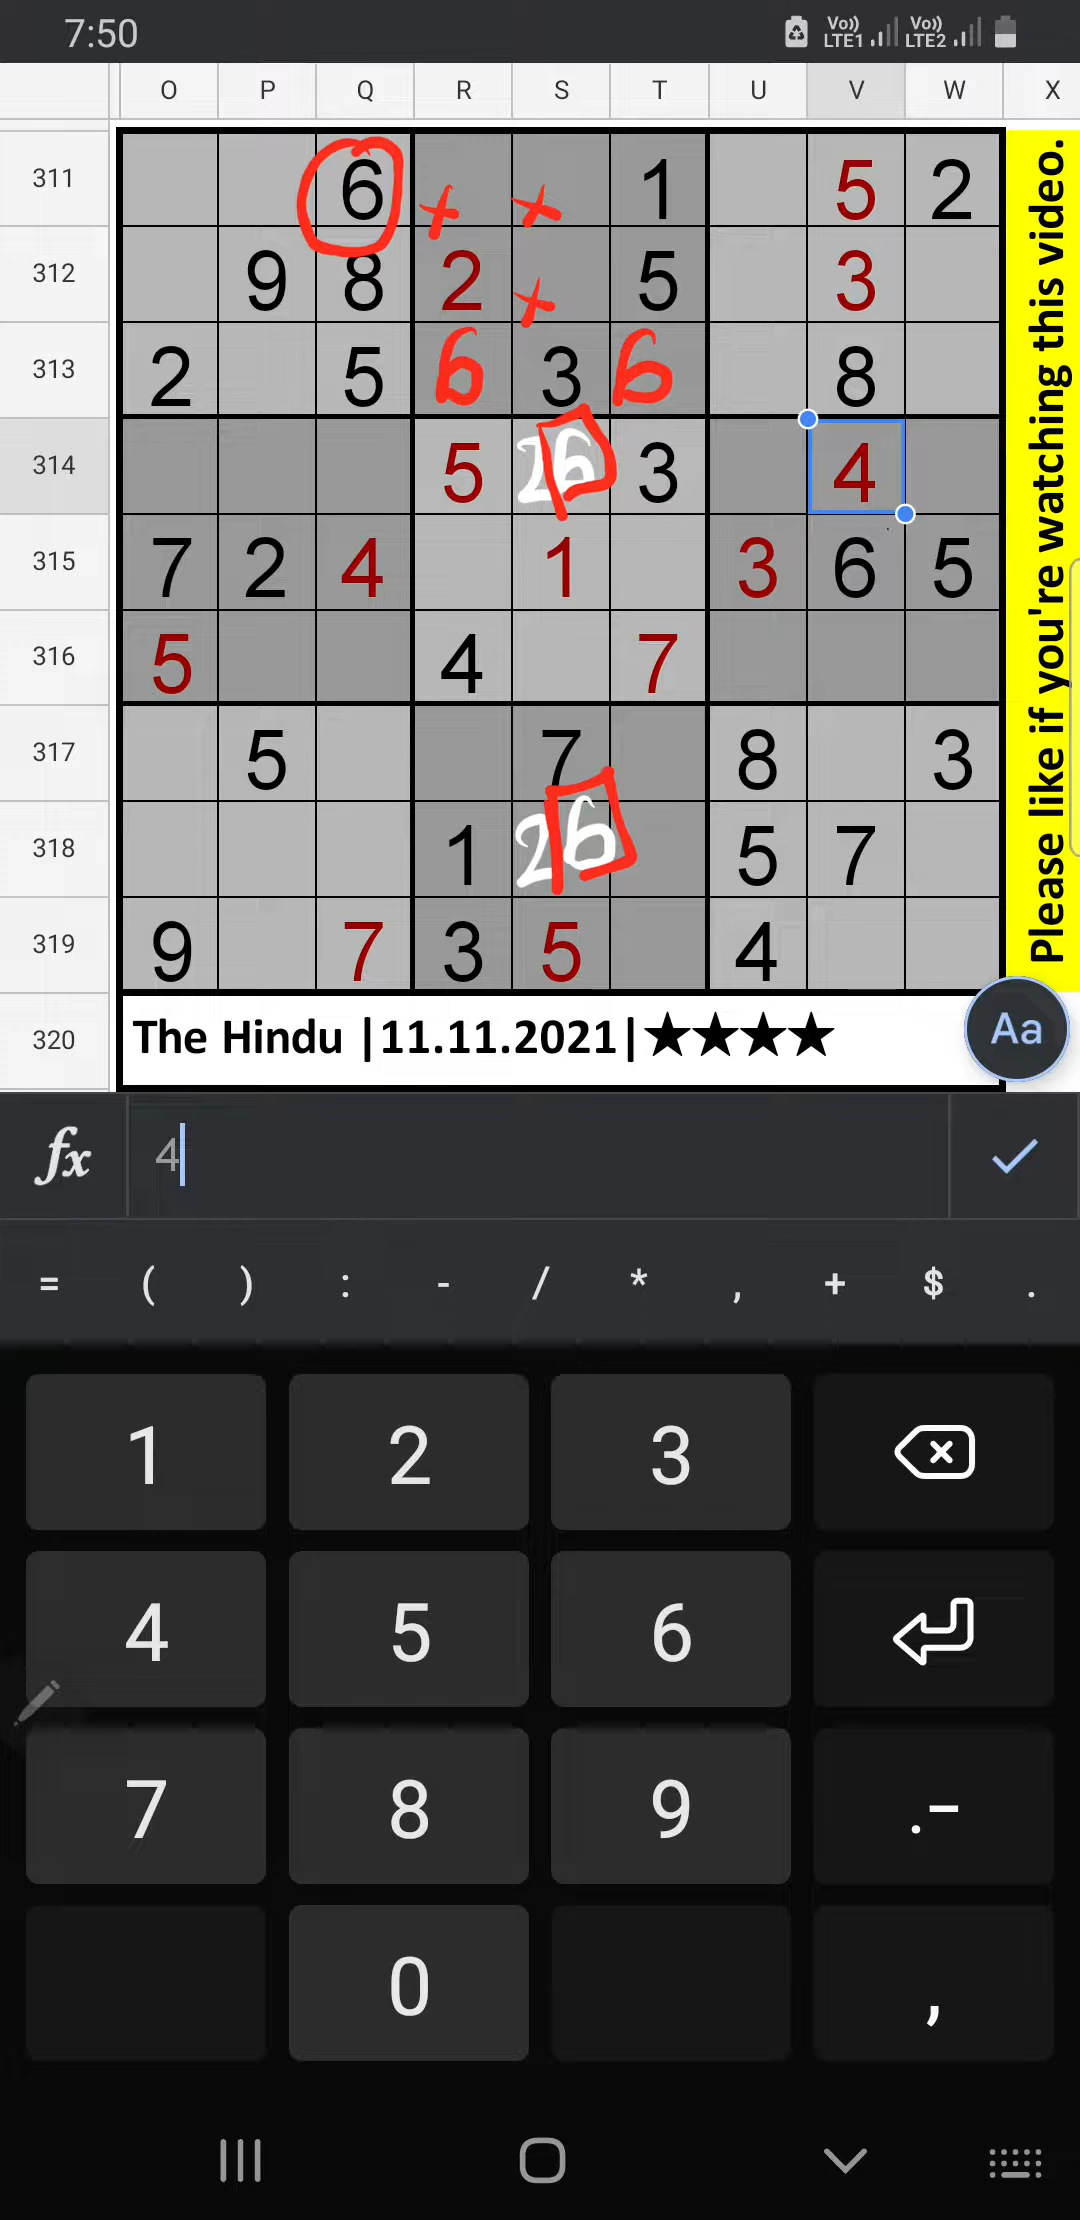 7:50
Vo)) LTE1 Vo)) LTE2
O P Q R S T U V W X
311 6 + + 1 5 2
312 9 8 2 + 5 3
313 2 5 6 3 6 8
314 5 26 3 4
315 7 2 4 1 3 6 5
316 5 4 7
317 5 7 8 3
318 1 26 5 7
319 9 7 3 5 4
320 The Hindu |11.11.2021|★★★★
Please like if you're watching this video.
Aa
fx 4
= ( ) : - / * , + $ .
1 2 3
4 5 6
7 8 9 .-
0 ,